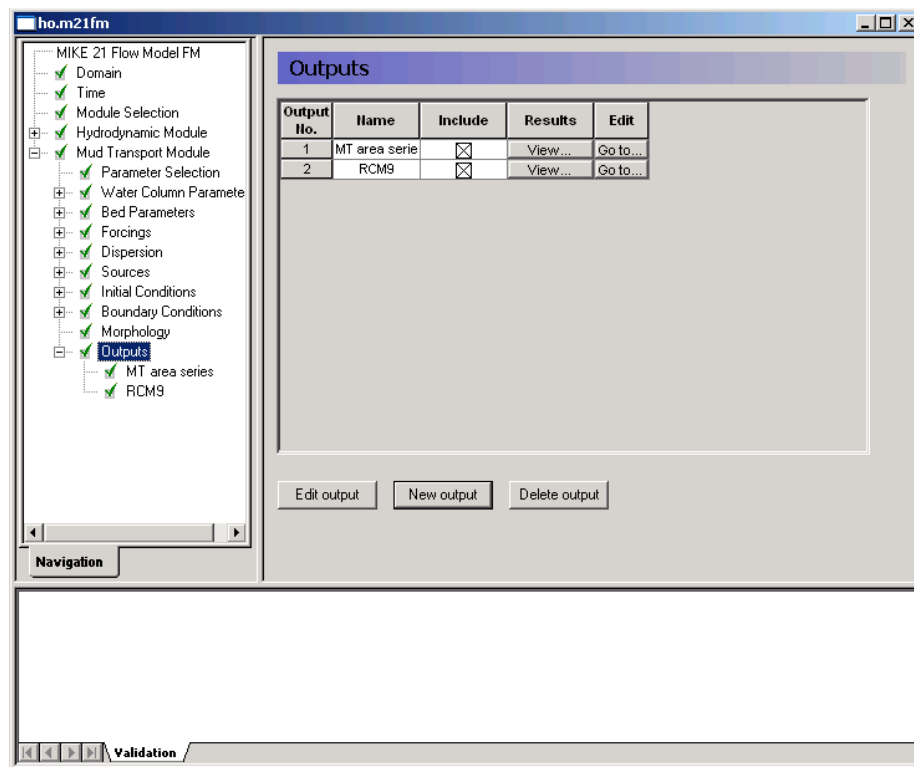 ho.m21fm
MIKE 21 Flow Model FM
Domain
Time
Module Selection
Hydrodynamic Module
Mud Transport Module
Parameter Selection
Water Column Paramete
Bed Parameters
Forcings
Dispersion
Sources
Initial Conditions
Boundary Conditions
Morphology
Outputs
MT area series
RCM9
Navigation
Outputs
Output No. Name Include Results Edit
1 MT area serie View... Go to...
2 RCM9 View... Go to...
Edit output New output Delete output
Validation